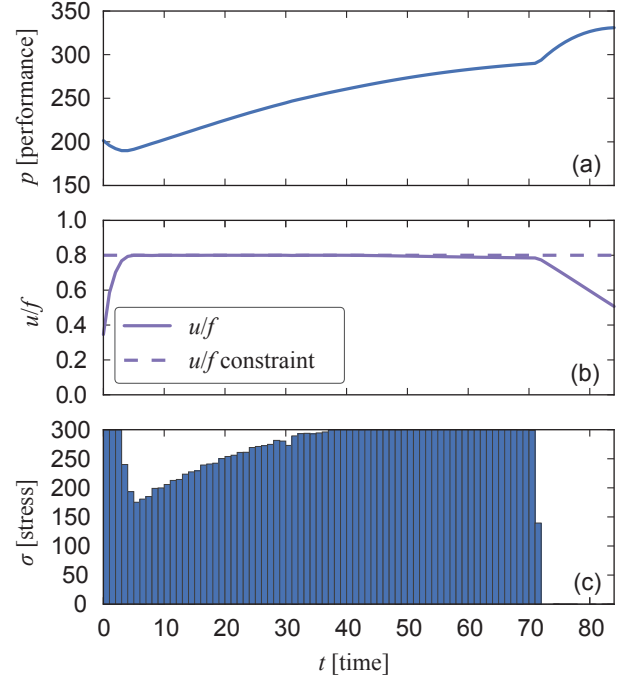 350
300
250
200
150
p [performance]
(a)
1.0
0.8
0.6
0.4
0.2
0.0
u/f
u/f
u/f constraint
(b)
300
250
200
150
100
50
0
σ [stress]
(c)
0 10 20 30 40 50 60 70 80
t [time]